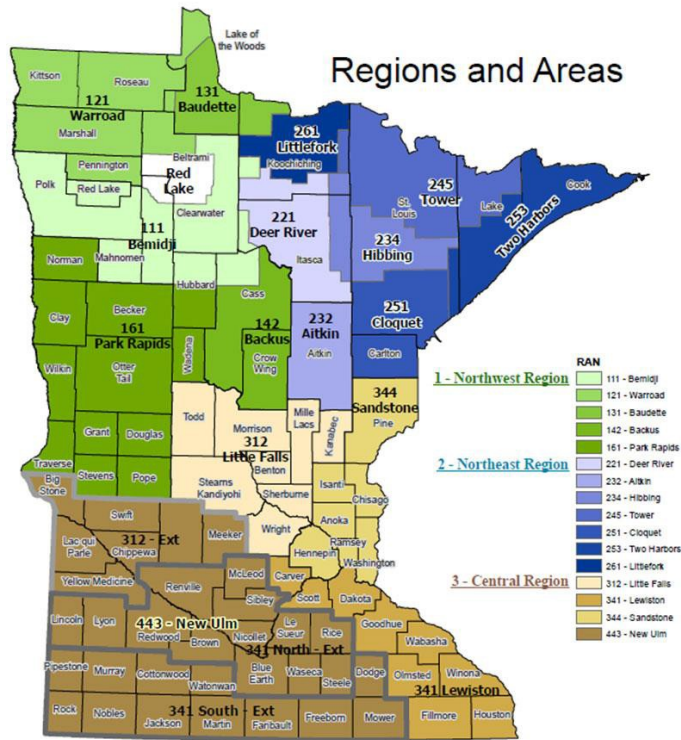 Regions and Areas
Lake of
the Woods
Kittson
Roseau
131
Baudette
121
Warroad
Marshall
261
Littlefork
Koochiching
Beltrami
Red
Lake
Pennington
Red Lake
Polk
Clearwater
245
Tower
St.
Louis
Lake
Cook
253
Two Harbors
221
Deer River
Itasca
234
Hibbing
111
Bemidji
Norman
Mahnomen
Hubbard
Cass
Clay
Becker
161
Park Rapids
142
Backus
Crow
Wing
232
Aitkin
Aitkin
251
Cloquet
Carlton
Wilkin
Otter
Tail
Wadena
344
Sandstone
Pine
Todd
Morrison
Mille
Lacs
Kanabec
Grant
Douglas
312
Little Falls
Benton
Traverse
Stevens
Pope
Stearns
Kandiyohi
Sherburne
Isanti
Chisago
Big
Stone
Swift
Anoka
Wright
Ramsey
Hennepin
Washington
312 - Ext
Meeker
Lac qui
Parle
Chippewa
Yellow Medicine
Renville
McLeod
Carver
Scott
Dakota
Sibley
Goodhue
Lincoln
Lyon
443 - New Ulm
Redwood
Brown
Nicollet
Le
Sueur
Rice
341 North - Ext
Wabasha
Pipestone
Murray
Cottonwood
Watonwan
Blue
Earth
Waseca
Steele
Dodge
Olmsted
Winona
341 Lewiston
Rock
Nobles
341 South - Ext
Jackson
Martin
Faribault
Freeborn
Mower
Fillmore
Houston
RAN
1 - Northwest Region
111 - Bemidji
121 - Warroad
131 - Baudette
142 - Backus
161 - Park Rapids
2 - Northeast Region
221 - Deer River
232 - Aitkin
234 - Hibbing
245 - Tower
251 - Cloquet
253 - Two Harbors
261 - Littlefork
3 - Central Region
312 - Little Falls
341 - Lewiston
344 - Sandstone
443 - New Ulm